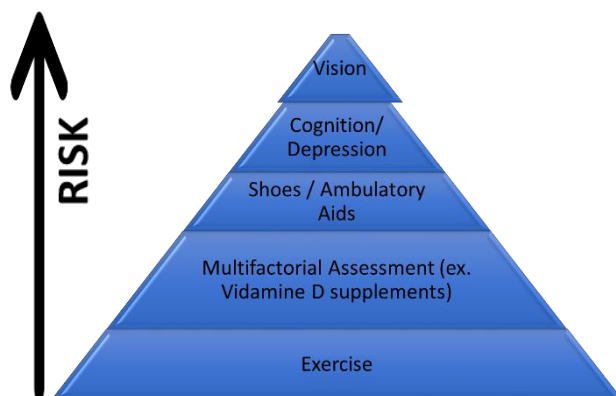 RISK
Vision
Cognition/
Depression
Shoes / Ambulatory
Aids
Multifactorial Assessment (ex.
Vidamine D supplements)
Exercise